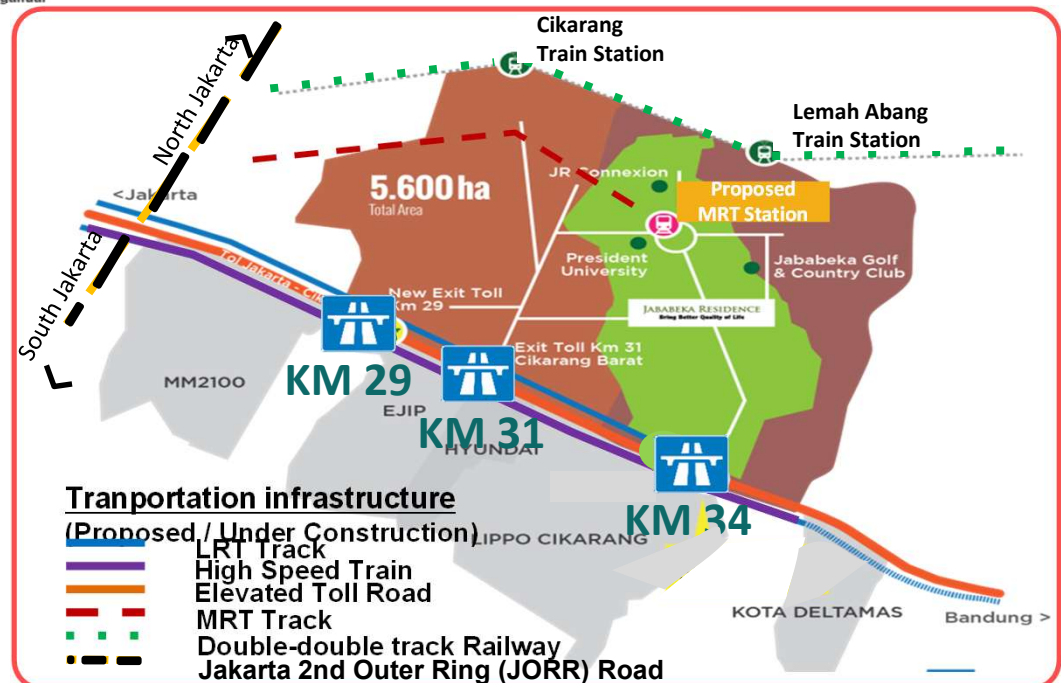 Cikarang
Train Station
North Jakarta
Lemah Abang
Train Station
JR Connexion
5.600 ha
Total Area
Proposed
MRT Station
<Jakarta
President
University
Jababeka Golf
& Country Club
South Jakarta
Tol Jakarta -
New Exit Toll
Km 29
JABABEKA RESIDENCE
Bring Better Quality of Life
Exit Toll Km 31
Cikarang Barat
MM2100
KM 29
EJIP
KM 31
HYUNDAI
Tranportation infrastructure
(Proposed / Under Construction)
KM 34
LIPPO CIKARANG
LRT Track
High Speed Train
Elevated Toll Road
KOTA DELTAMAS
Bandung >
MRT Track
Double-double track Railway
Jakarta 2nd Outer Ring (JORR) Road